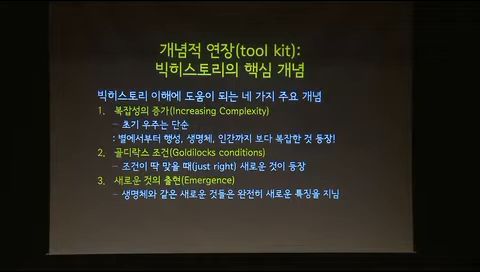 개념적 연장(tool kit):
빅히스토리의 핵심 개념
빅히스토리 이해에 도움이 되는 네 가지 주요 개념
1. 복잡성의 증가(Increasing Complexity)
– 초기 우주는 단순
: 별에서부터 행성, 생명체, 인간까지 보다 복잡한 것 등장!
2. 골디락스 조건(Goldilocks conditions)
– 조건이 딱 맞을 때(just right) 새로운 것이 등장
3. 새로운 것의 출현(Emergence)
– 생명체와 같은 새로운 것들은 완전히 새로운 특징을 지님